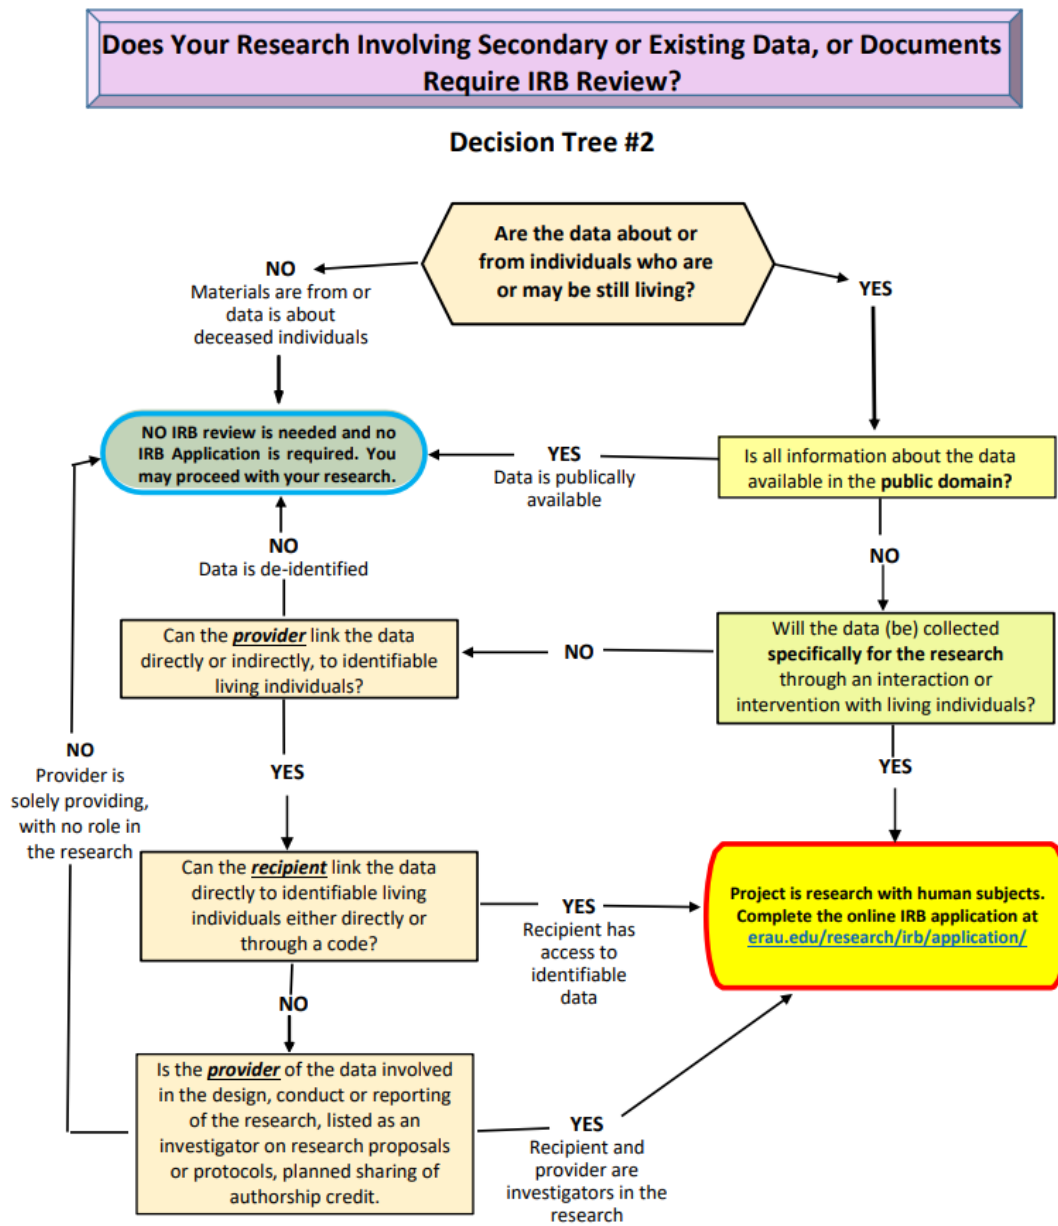 Does Your Research Involving Secondary or Existing Data, or Documents
Require IRB Review?
Decision Tree #2
Are the data about or
from individuals who are
or may be still living?
NO
Materials are from or
data is about
deceased individuals
YES
NO IRB review is needed and no
IRB Application is required. You
may proceed with your research.
YES
Data is publically
available
Is all information about the data
available in the public domain?
NO
Data is de-identified
NO
Can the provider link the data
directly or indirectly, to identifiable
living individuals?
NO
Will the data (be) collected
specifically for the research
through an interaction or
intervention with living individuals?
NO
Provider is
solely providing,
with no role in
the research
YES
YES
Can the recipient link the data
directly to identifiable living
individuals either directly or
through a code?
YES
Recipient has
access to
identifiable
data
Project is research with human subjects.
Complete the online IRB application at
erau.edu/research/irb/application/
NO
Is the provider of the data involved
in the design, conduct or reporting
of the research, listed as an
investigator on research proposals
or protocols, planned sharing of
authorship credit.
YES
Recipient and
provider are
investigators in the
research